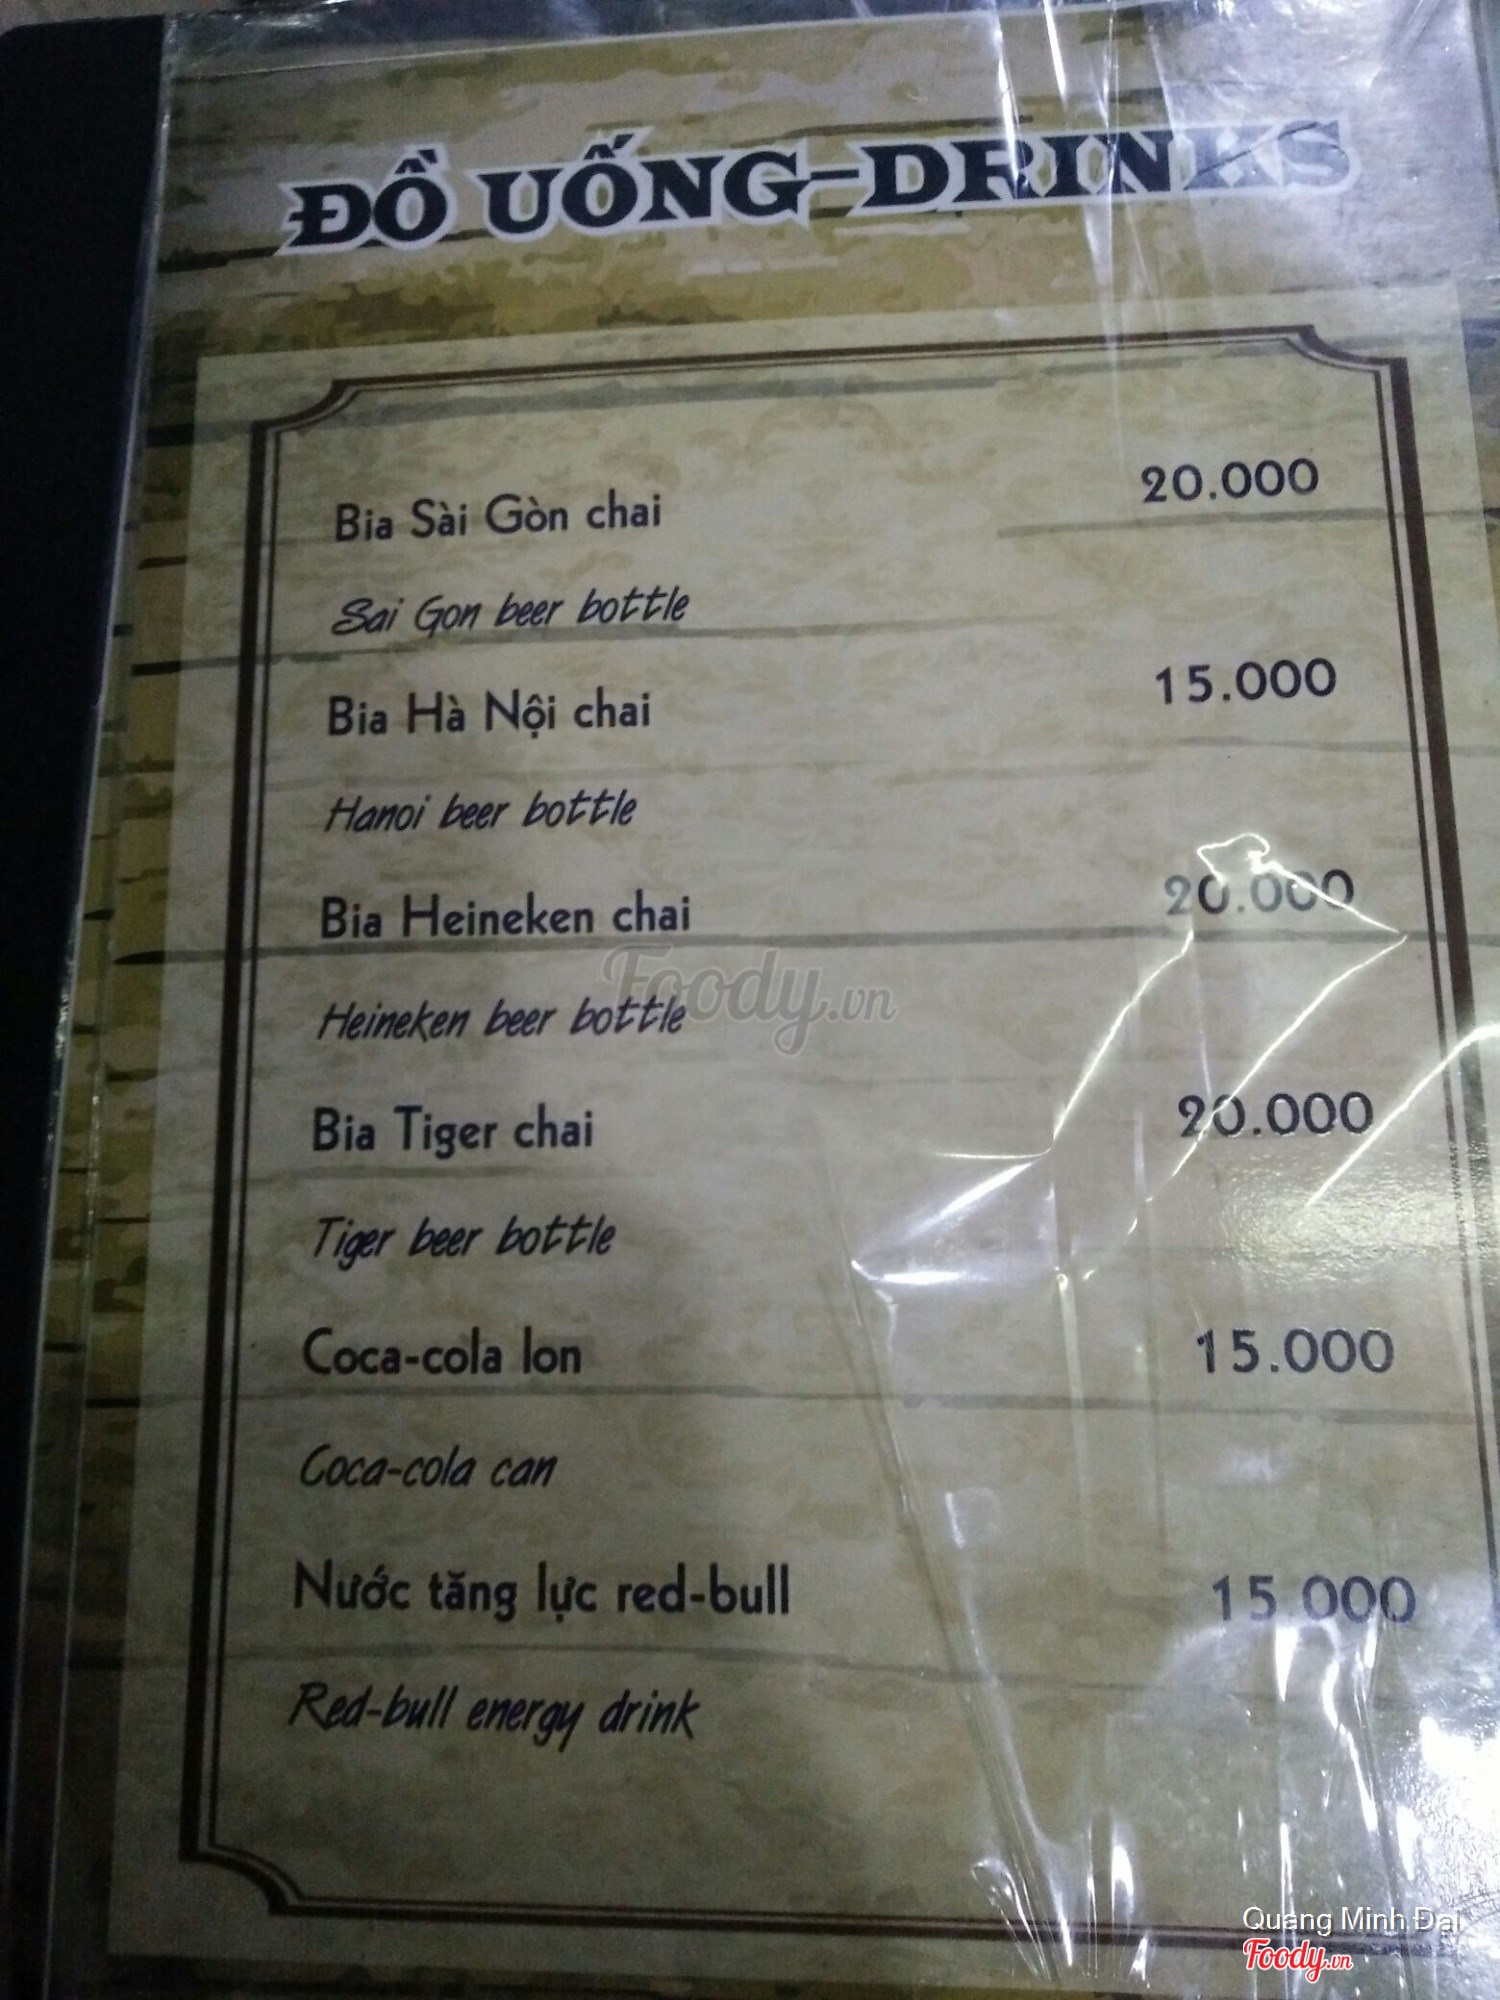 ĐỒ UỐNG-DRINKS
Bia Sài Gòn chai 20.000
Sai Gon beer bottle
Bia Hà Nội chai 15.000
Hanoi beer bottle
Bia Heineken chai 20.000
Heineken beer bottle
Foody.vn
Bia Tiger chai 20.000
Tiger beer bottle
Coca-cola lon 15.000
Coca-cola can
Nước tăng lực red-bull 15.000
Red-bull energy drink
Quang Minh Đại
Foody.vn